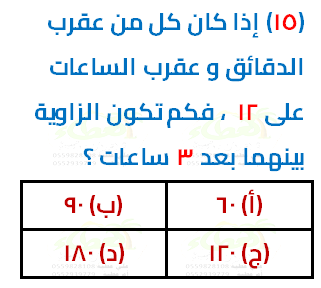 (١٥) إذا كان كل من عقرب
الدقائق و عقرب الساعات
على ١٢ ، فكم تكون الزاوية
بينهما بعد ٣ ساعات ؟
(أ) ٦٠ (ب) ٩٠
(ج) ١٢٠ (د) ١٨٠